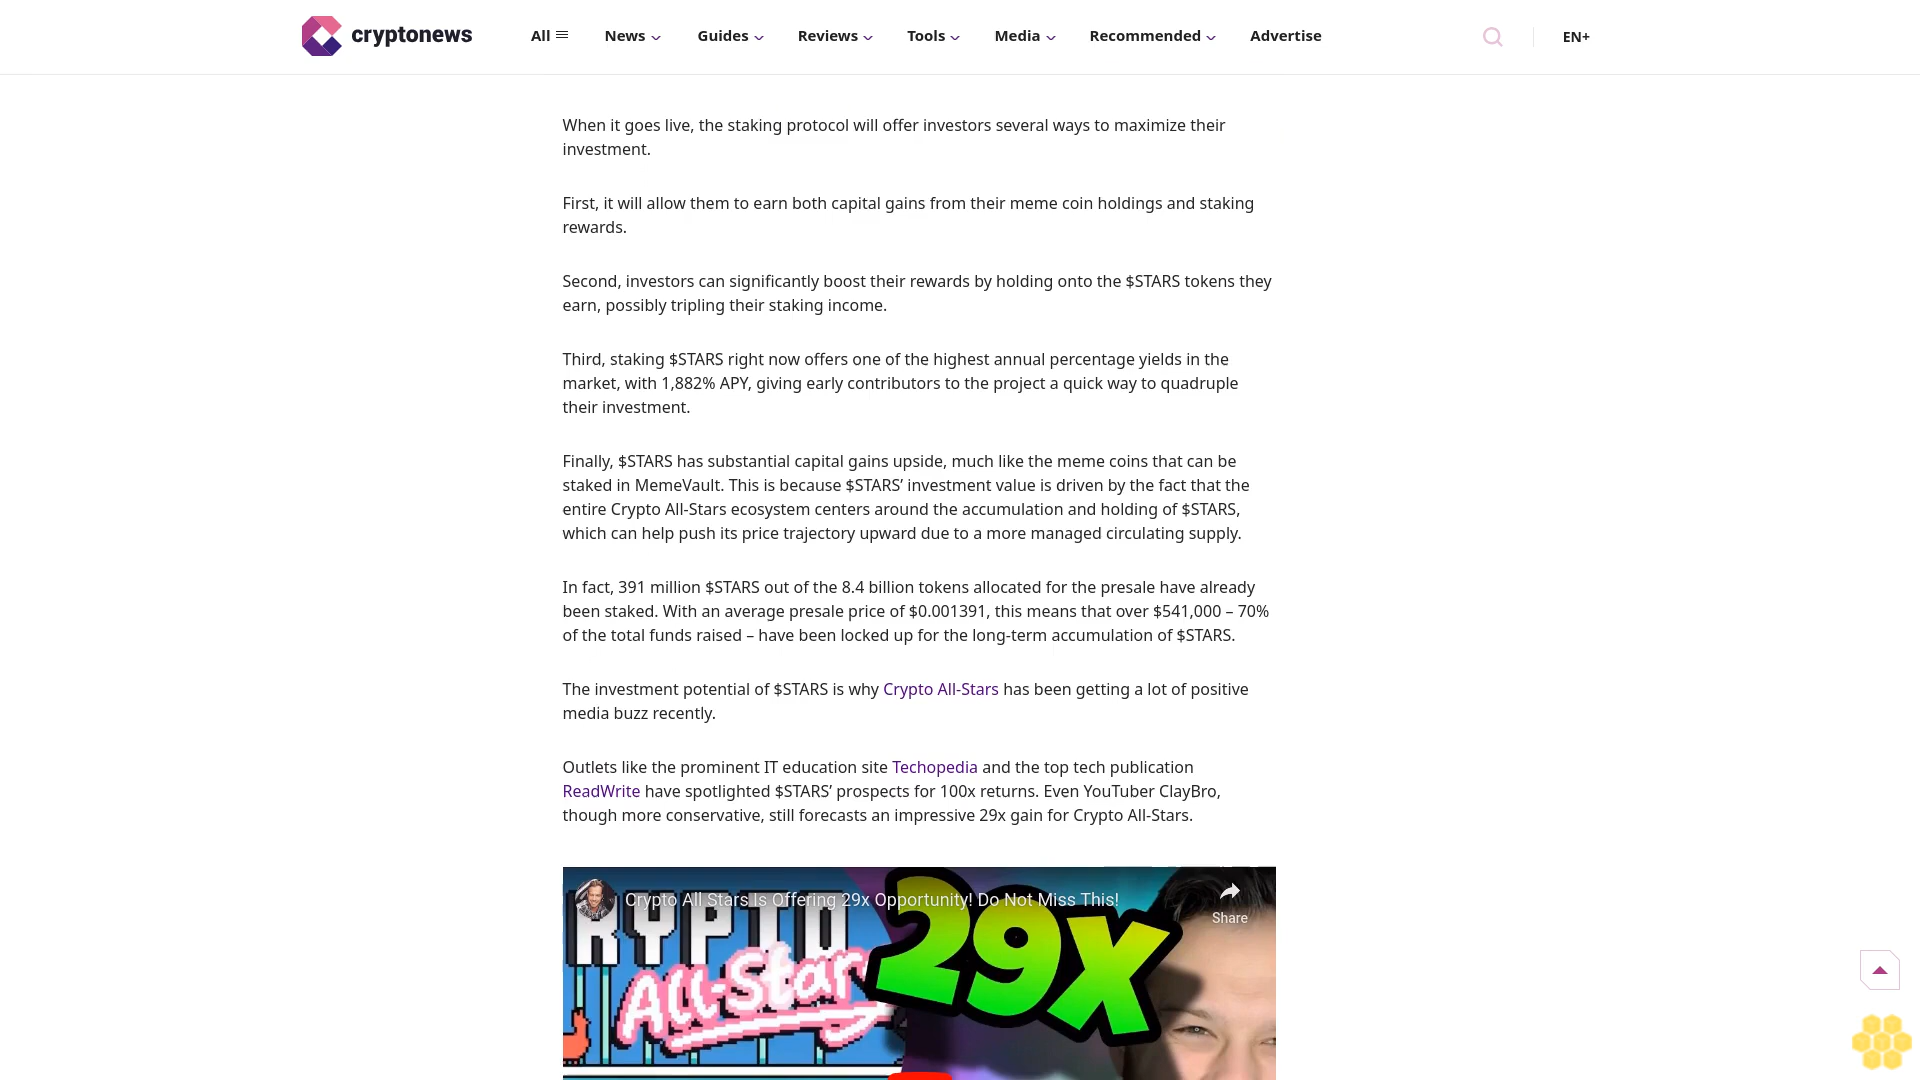 cryptonews
All
News
Guides
Reviews
Tools
Media
Recommended
Advertise
EN+
When it goes live, the staking protocol will offer investors several ways to maximize their
investment.
First, it will allow them to earn both capital gains from their meme coin holdings and staking
rewards.
Second, investors can significantly boost their rewards by holding onto the $STARS tokens they
earn, possibly tripling their staking income.
Third, staking $STARS right now offers one of the highest annual percentage yields in the
market, with 1,882% APY, giving early contributors to the project a quick way to quadruple
their investment.
Finally, $STARS has substantial capital gains upside, much like the meme coins that can be
staked in MemeVault. This is because $STARS’ investment value is driven by the fact that the
entire Crypto All-Stars ecosystem centers around the accumulation and holding of $STARS,
which can help push its price trajectory upward due to a more managed circulating supply.
In fact, 391 million $STARS out of the 8.4 billion tokens allocated for the presale have already
been staked. With an average presale price of $0.001391, this means that over $541,000 – 70%
of the total funds raised – have been locked up for the long-term accumulation of $STARS.
The investment potential of $STARS is why Crypto All-Stars has been getting a lot of positive
media buzz recently.
Outlets like the prominent IT education site Techopedia and the top tech publication
ReadWrite have spotlighted $STARS’ prospects for 100x returns. Even YouTuber ClayBro,
though more conservative, still forecasts an impressive 29x gain for Crypto All-Stars.
Crypto All Stars Is Offering 29x Opportunity! Do Not Miss This!
Share
RYPTO
All-Star
29X